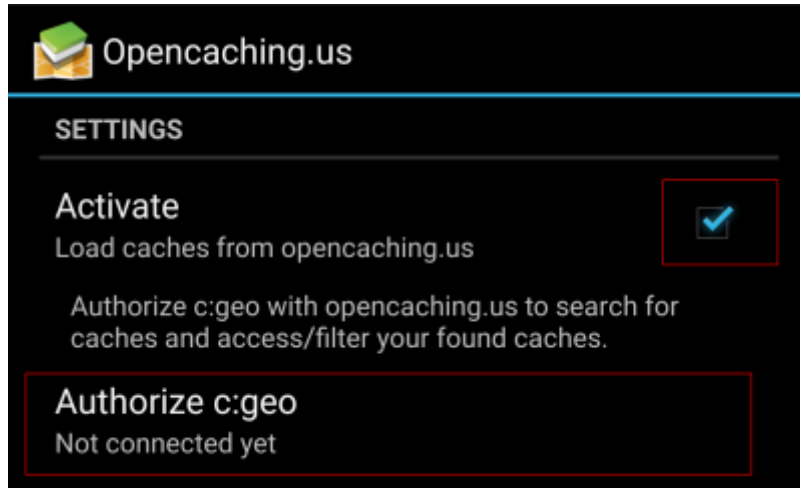 Opencaching.us
SETTINGS
Activate
Load caches from opencaching.us
Authorize c:geo with opencaching.us to search for
caches and access/filter your found caches.
Authorize c:geo
Not connected yet